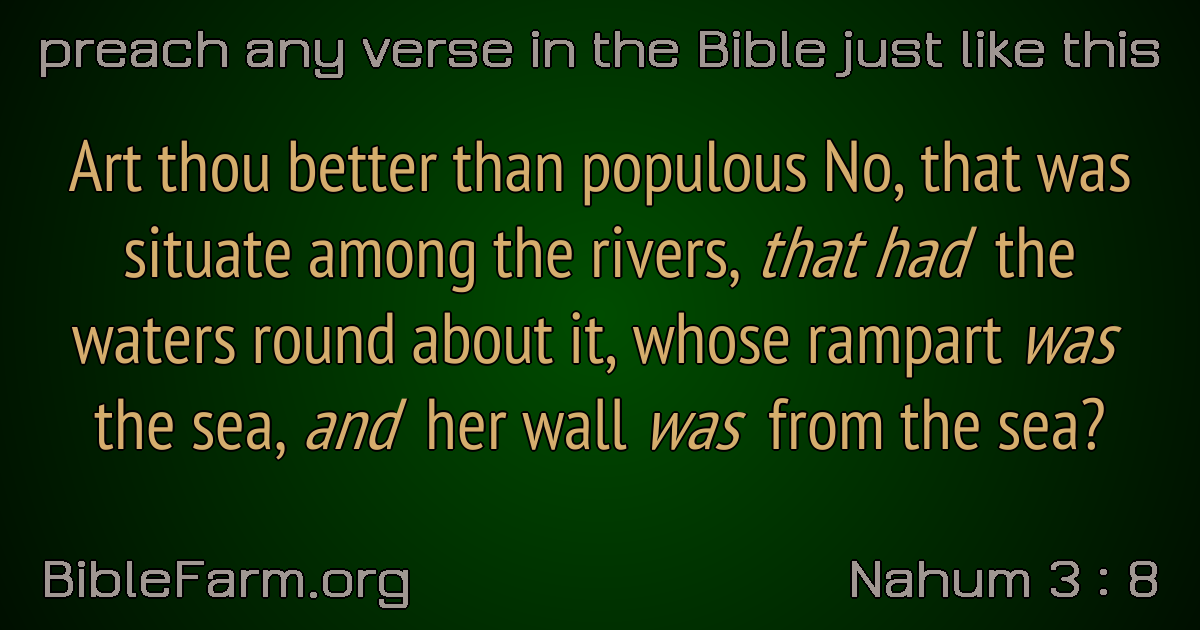 preach any verse in the Bible just like this
Art thou better than populous No, that was
situate among the rivers, that had the
waters round about it, whose rampart was
the sea, and her wall was from the sea?
BibleFarm.org
Nahum 3 : 8